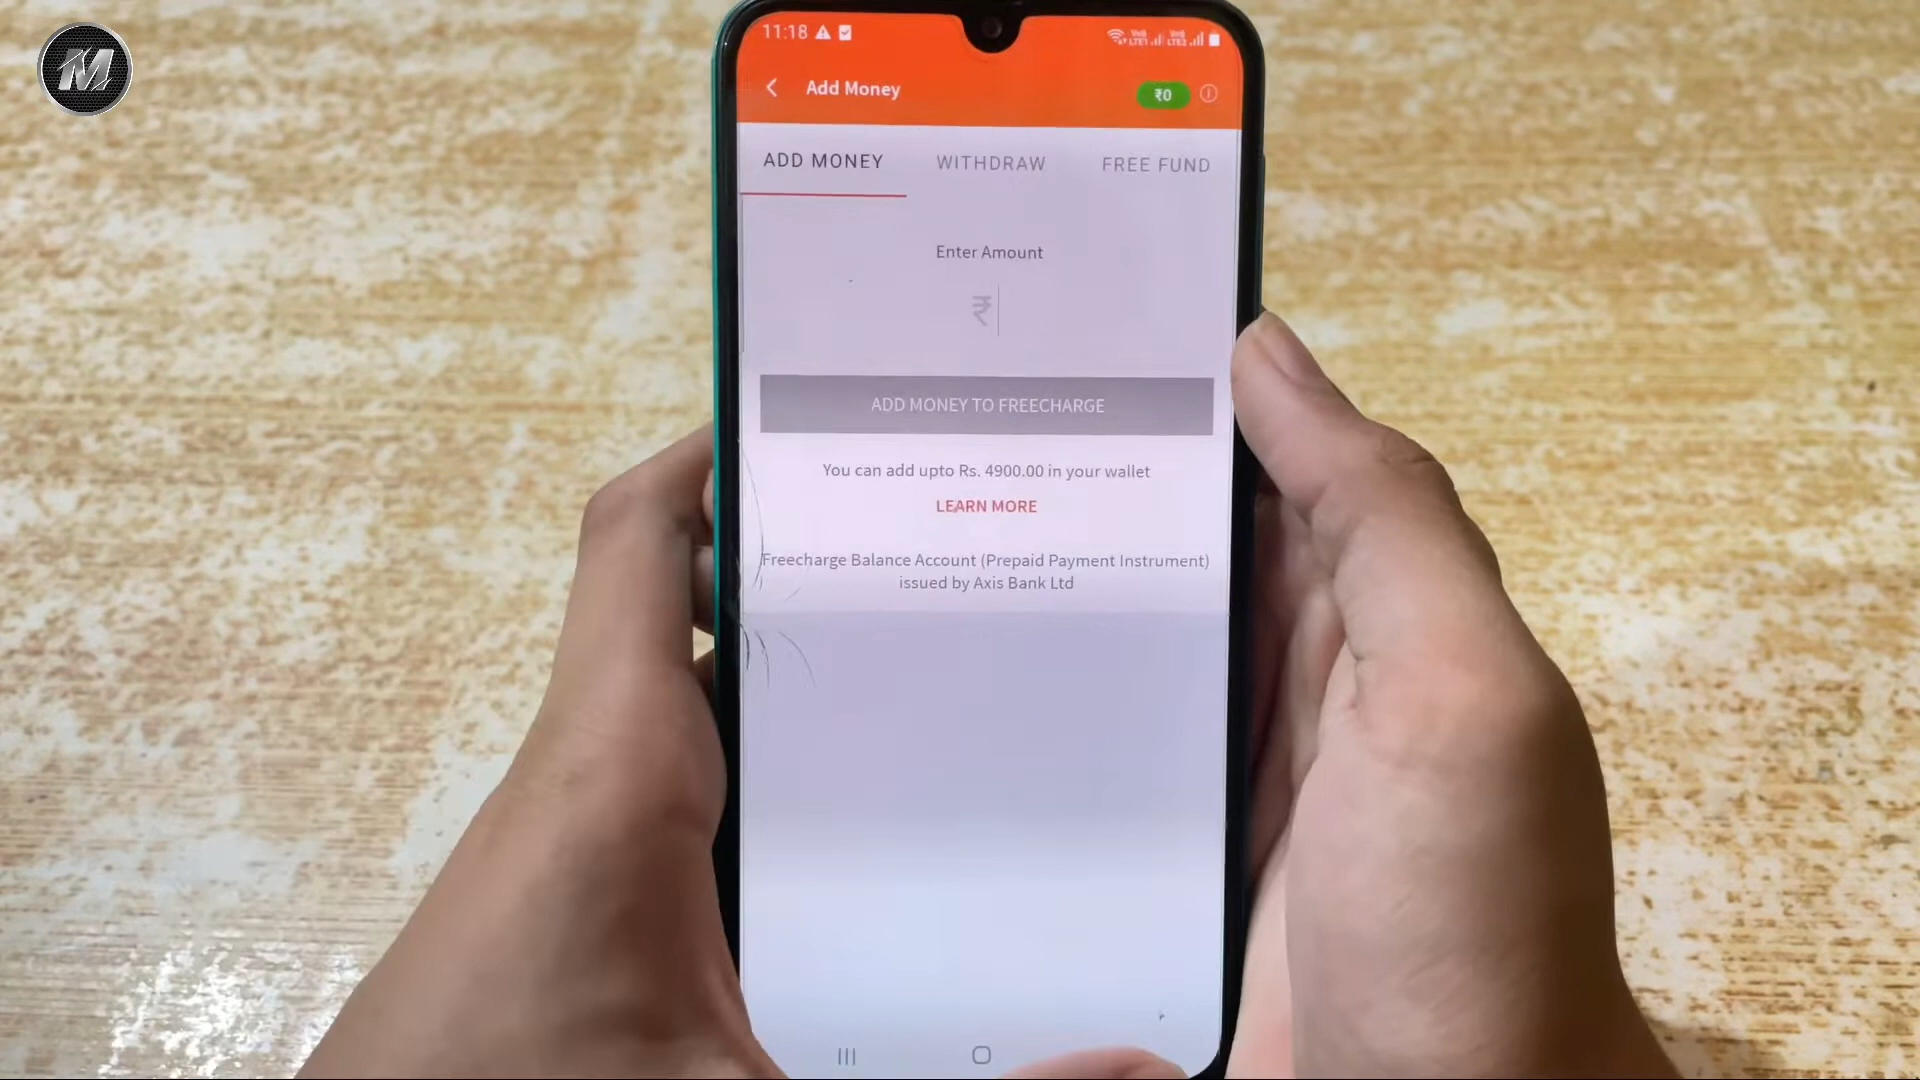 M
11:18
Add Money
₹0
ADD MONEY
WITHDRAW
FREE FUND
Enter Amount
₹
ADD MONEY TO FREECHARGE
You can add upto Rs. 4900.00 in your wallet
LEARN MORE
Freecharge Balance Account (Prepaid Payment Instrument)
issued by Axis Bank Ltd